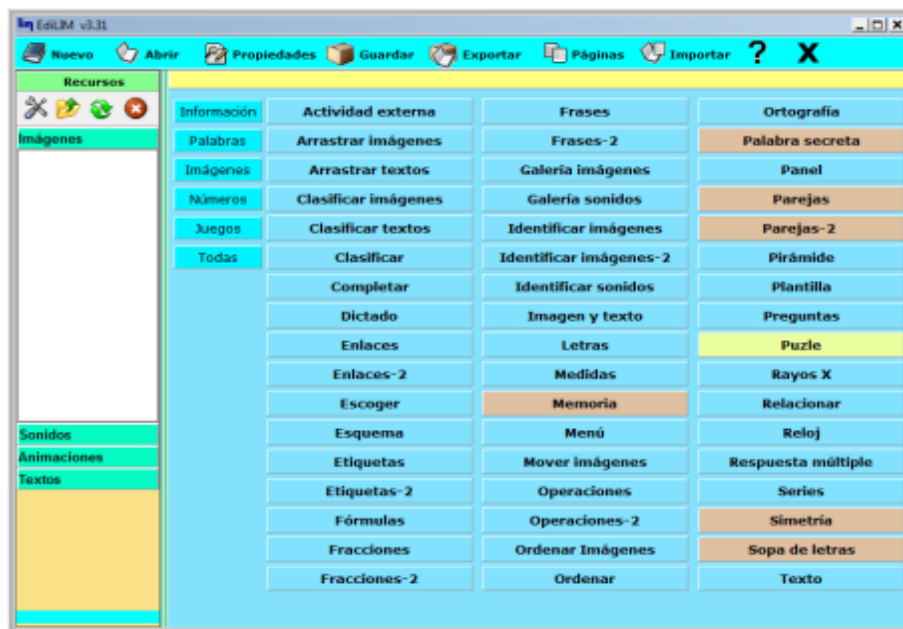 EdiLIM v3.31
Nuevo Abrir Propiedades Guardar Exportar Páginas Importar ? X
Recursos
Imágenes
Sonidos
Animaciones
Textos
Información
Palabras
Imágenes
Números
Juegos
Todas
Actividad externa Frases Ortografía
Arrastrar imágenes Frases-2 Palabra secreta
Arrastrar textos Galería imágenes Panel
Clasificar imágenes Galería sonidos Parejas
Clasificar textos Identificar imágenes Parejas-2
Clasificar Identificar imágenes-2 Pirámide
Completar Identificar sonidos Plantilla
Dictado Imagen y texto Preguntas
Enlaces Letras Puzle
Enlaces-2 Medidas Rayos X
Escoger Memoria Relacionar
Esquema Menú Reloj
Etiquetas Mover imágenes Respuesta múltiple
Etiquetas-2 Operaciones Series
Fórmulas Operaciones-2 Simetría
Fracciones Ordenar Imágenes Sopa de letras
Fracciones-2 Ordenar Texto